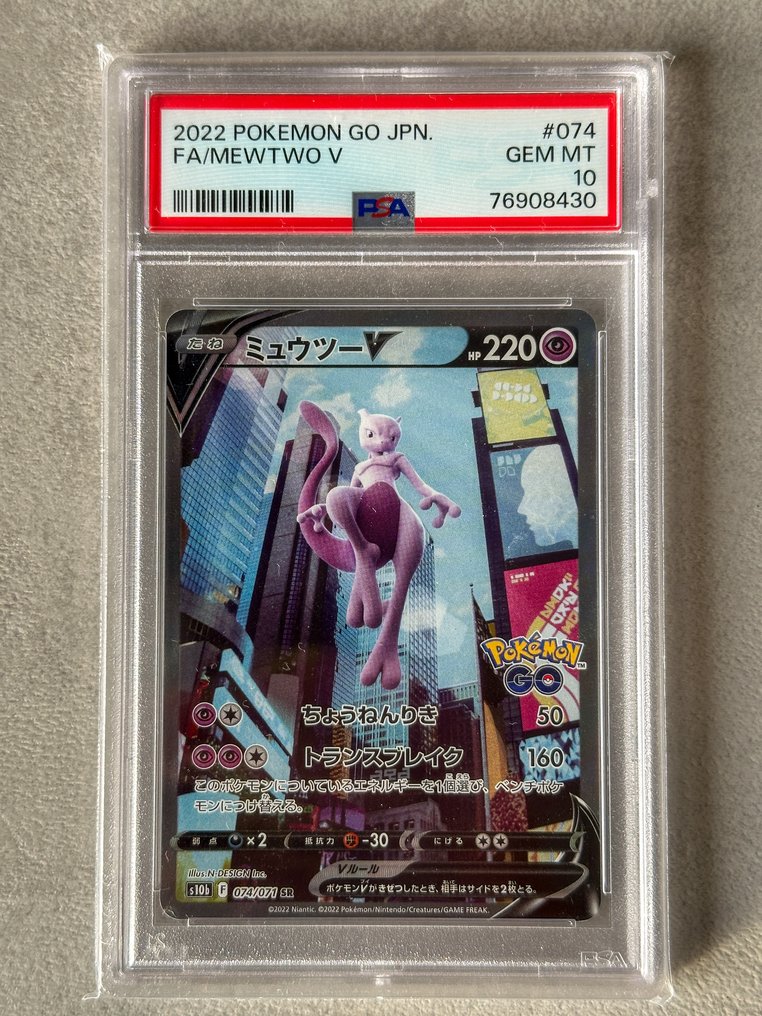 2022 POKEMON GO JPN. #074
FA/MEWTWO V GEM MT
10
PSA 76908430
たね ミュウツーV HP 220
Pokémon GO
ちょうねんりき 50
トランスブレイク 160
このポケモンについているエネルギーを1個選び、ベンチポケ
モンにつけ替える。
弱点 ×2 抵抗力 -30 にげる
Vルール
ポケモンVがきぜつしたとき、相手はサイドを2枚とる。
Illus.N-DESIGN Inc.
s10b F 074/071 SR
©2022 Niantic. ©2022 Pokémon/Nintendo/Creatures/GAME FREAK.
PSA